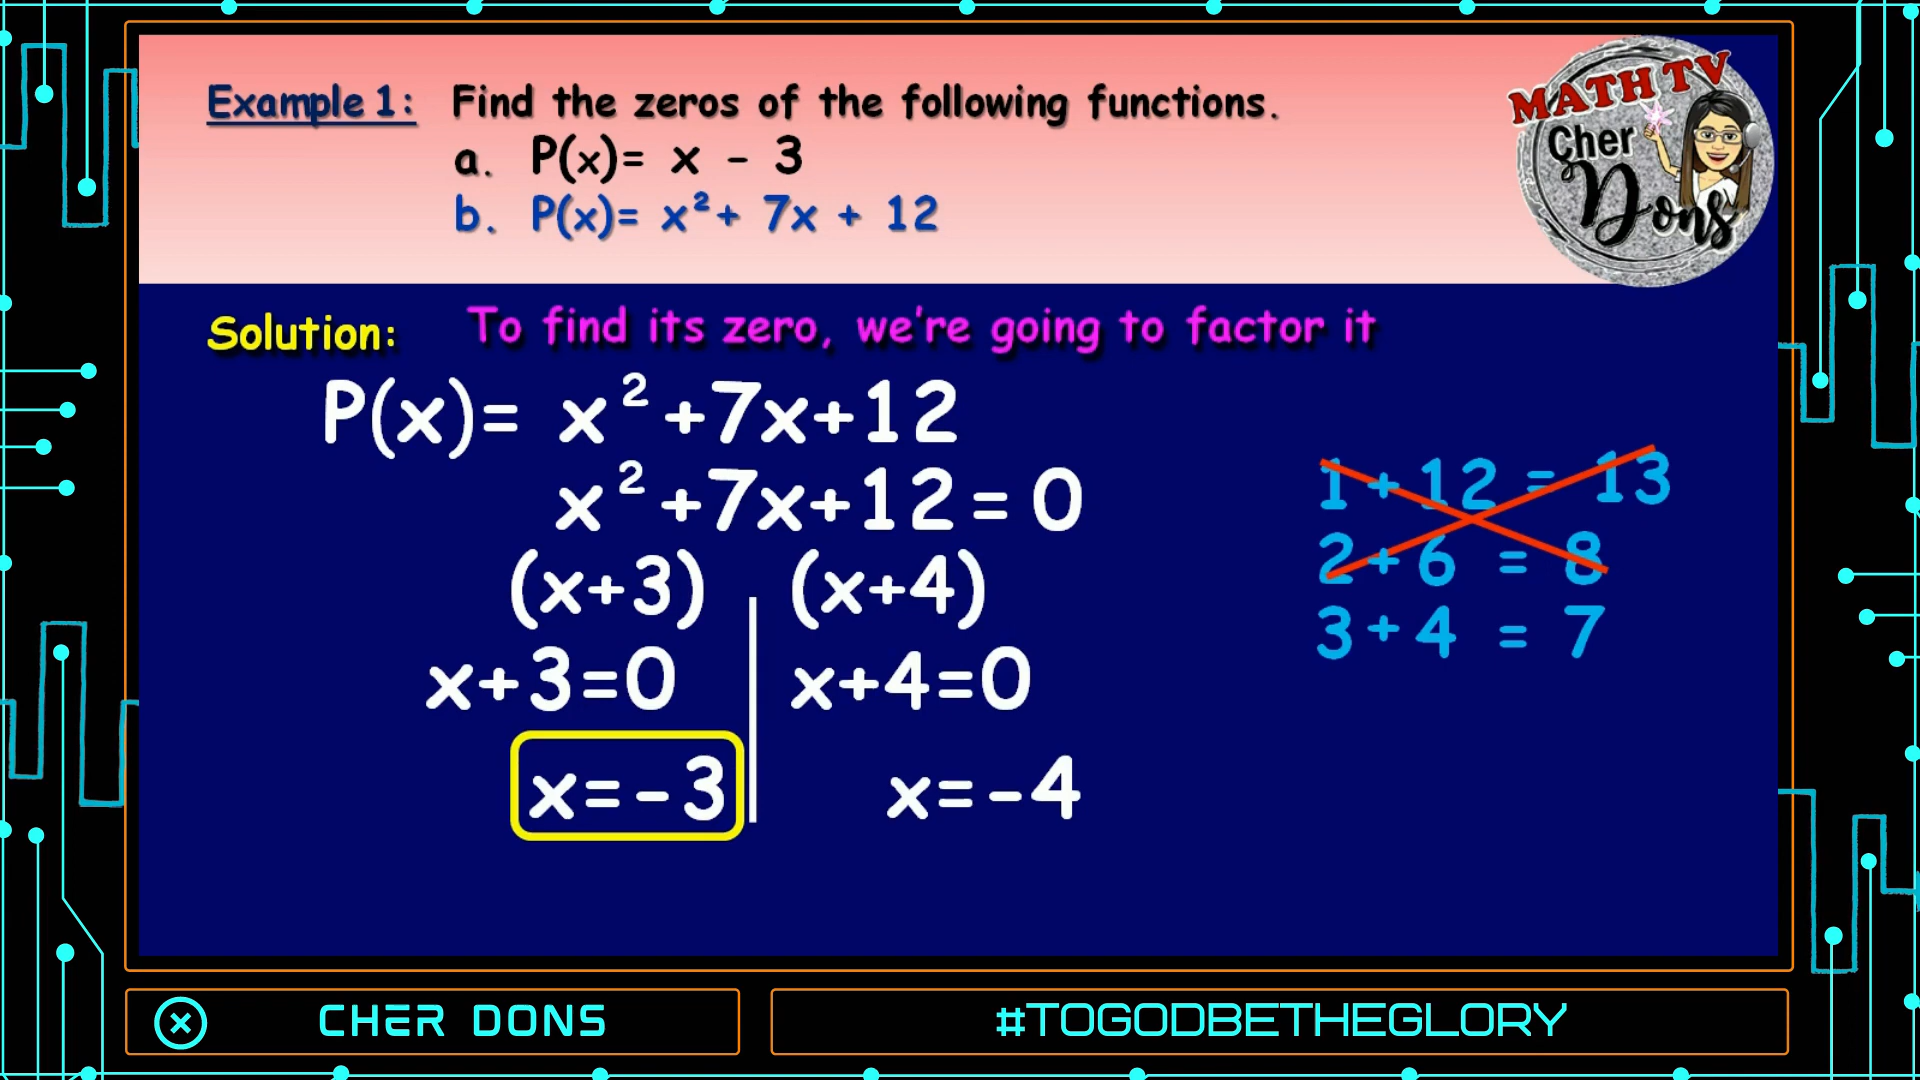 Example 1: Find the zeros of the following functions.
a. P(x)= x - 3
b. P(x)= x²+ 7x + 12
MATH TV
Cher
Dons
Solution: To find its zero, we're going to factor it
P(x)= x²+7x+12
x²+7x+12=0
(x+3) (x+4)
x+3=0 x+4=0
x=-3 x=-4
1+12 = 13
2+6 = 8
3+4 = 7
CHER DONS
#TOGODBETHEGLORY